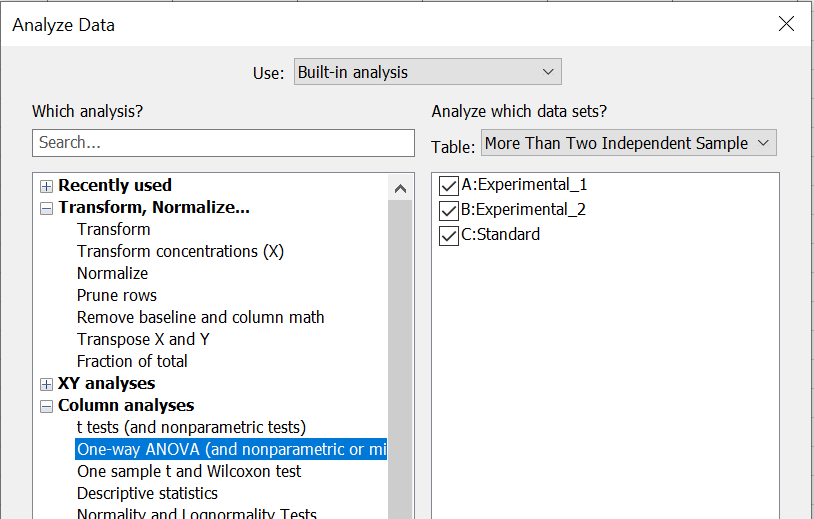 Analyze Data
Use: Built-in analysis
Which analysis?
Search...
Recently used
Transform, Normalize...
Transform
Transform concentrations (X)
Normalize
Prune rows
Remove baseline and column math
Transpose X and Y
Fraction of total
XY analyses
Column analyses
t tests (and nonparametric tests)
One-way ANOVA (and nonparametric or mi
One sample t and Wilcoxon test
Descriptive statistics
Normality and Lognormality Tests
Analyze which data sets?
Table: More Than Two Independent Sample
A:Experimental_1
B:Experimental_2
C:Standard